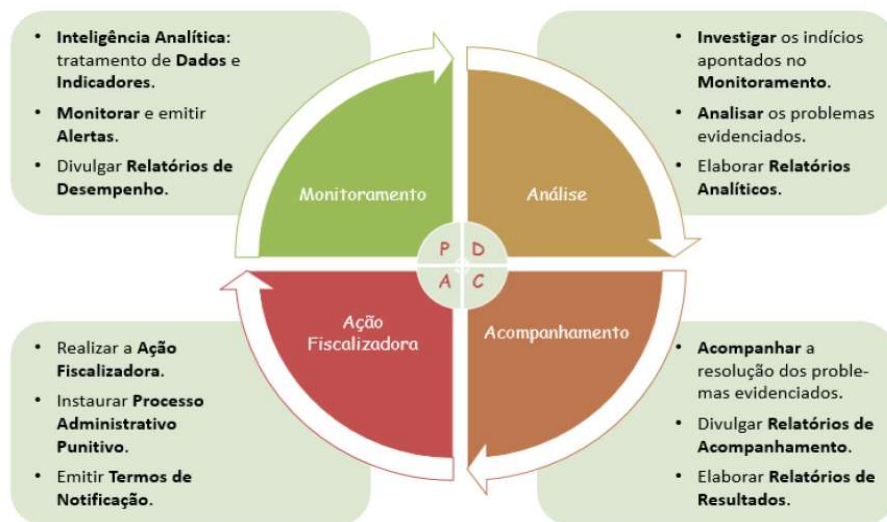 • Inteligência Analítica:
tratamento de Dados e
Indicadores.
• Monitorar e emitir
Alertas.
• Divulgar Relatórios de
Desempenho.
• Investigar os indícios
apontados no
Monitoramento.
• Analisar os problemas
evidenciados.
• Elaborar Relatórios
Analíticos.
Monitoramento
Análise
P D
A C
Ação
Fiscalizadora
Acompanhamento
• Realizar a Ação
Fiscalizadora.
• Instaurar Processo
Administrativo
Punitivo.
• Emitir Termos de
Notificação.
• Acompanhar a
resolução dos proble-
mas evidenciados.
• Divulgar Relatórios de
Acompanhamento.
• Elaborar Relatórios de
Resultados.